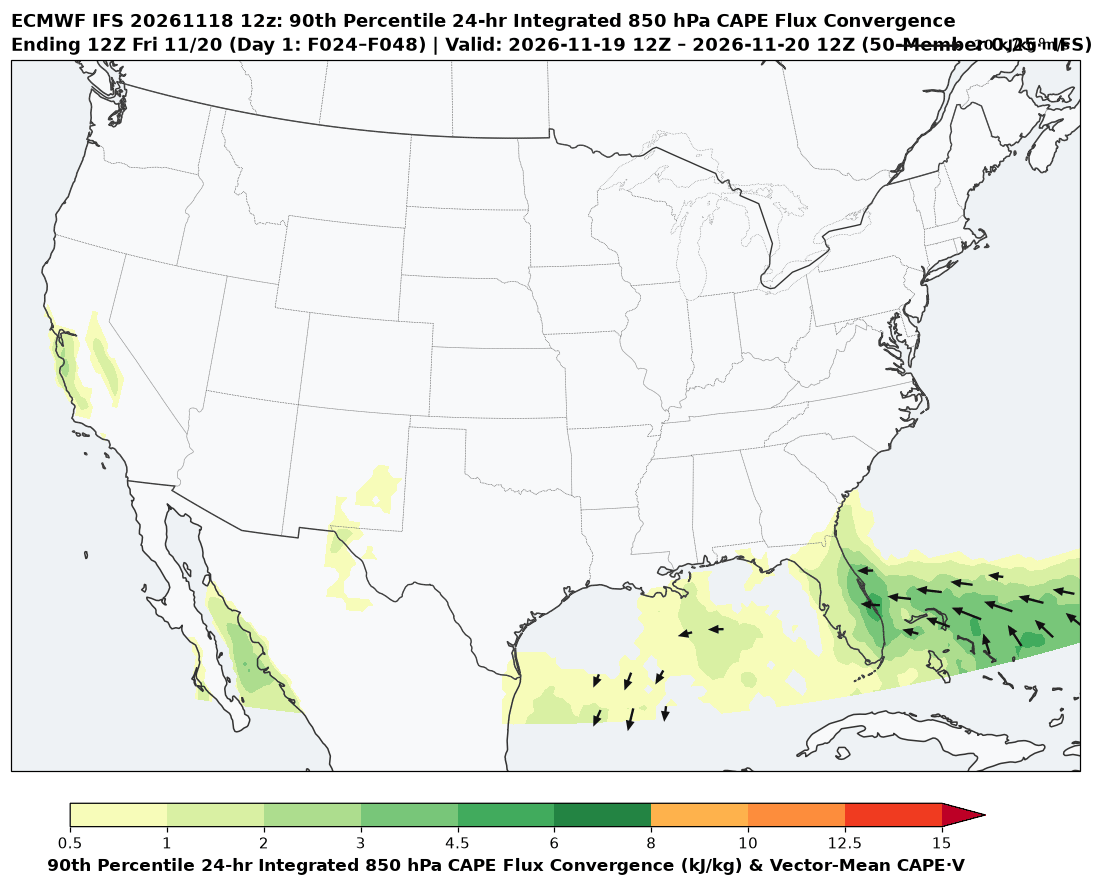 ECMWF IFS 20261118 12z: 90th Percentile 24-hr Integrated 850 hPa CAPE Flux Convergence
Ending 12Z Fri 11/20 (Day 1: F024–F048) | Valid: 2026-11-19 12Z – 2026-11-20 12Z (50-Member 0.25° IFS)
20 kJ/kg·m/s
0.5 1 2 3 4.5 6 8 10 12.5 15
90th Percentile 24-hr Integrated 850 hPa CAPE Flux Convergence (kJ/kg) & Vector-Mean CAPE·V